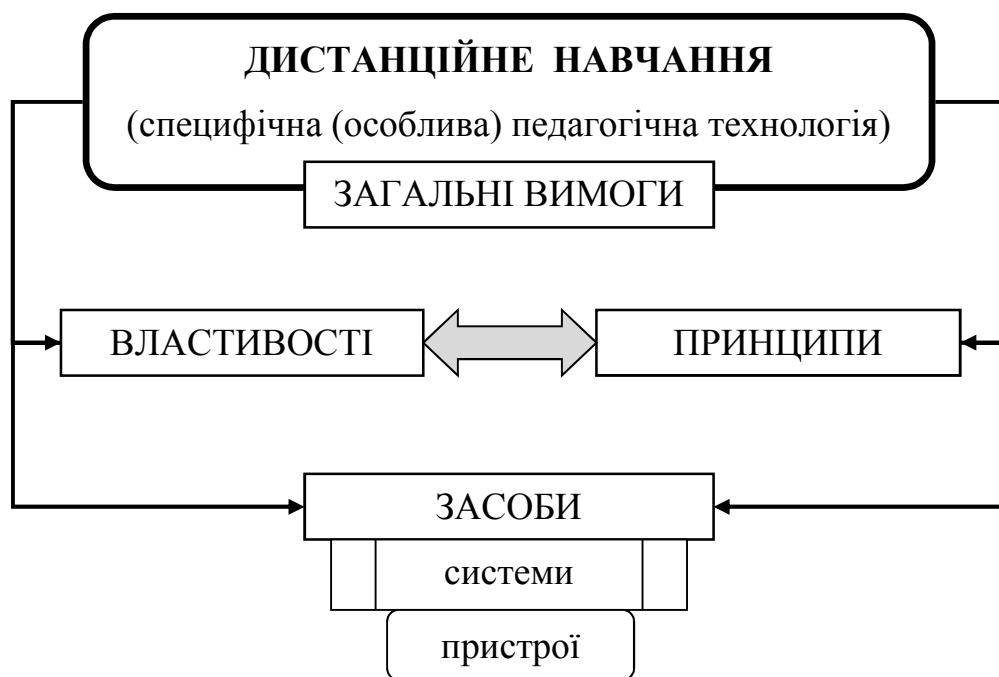 ДИСТАНЦІЙНЕ НАВЧАННЯ
(специфічна (особлива) педагогічна технологія)
ЗАГАЛЬНІ ВИМОГИ
ВЛАСТИВОСТІ
ПРИНЦИПИ
ЗАСОБИ
системи
пристрої